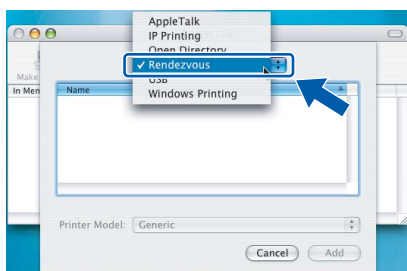 AppleTalk
IP Printing
Open Directory
✓ Rendezvous
USB
Windows Printing
Make
In Men
Name
Printer Model: Generic
Cancel Add